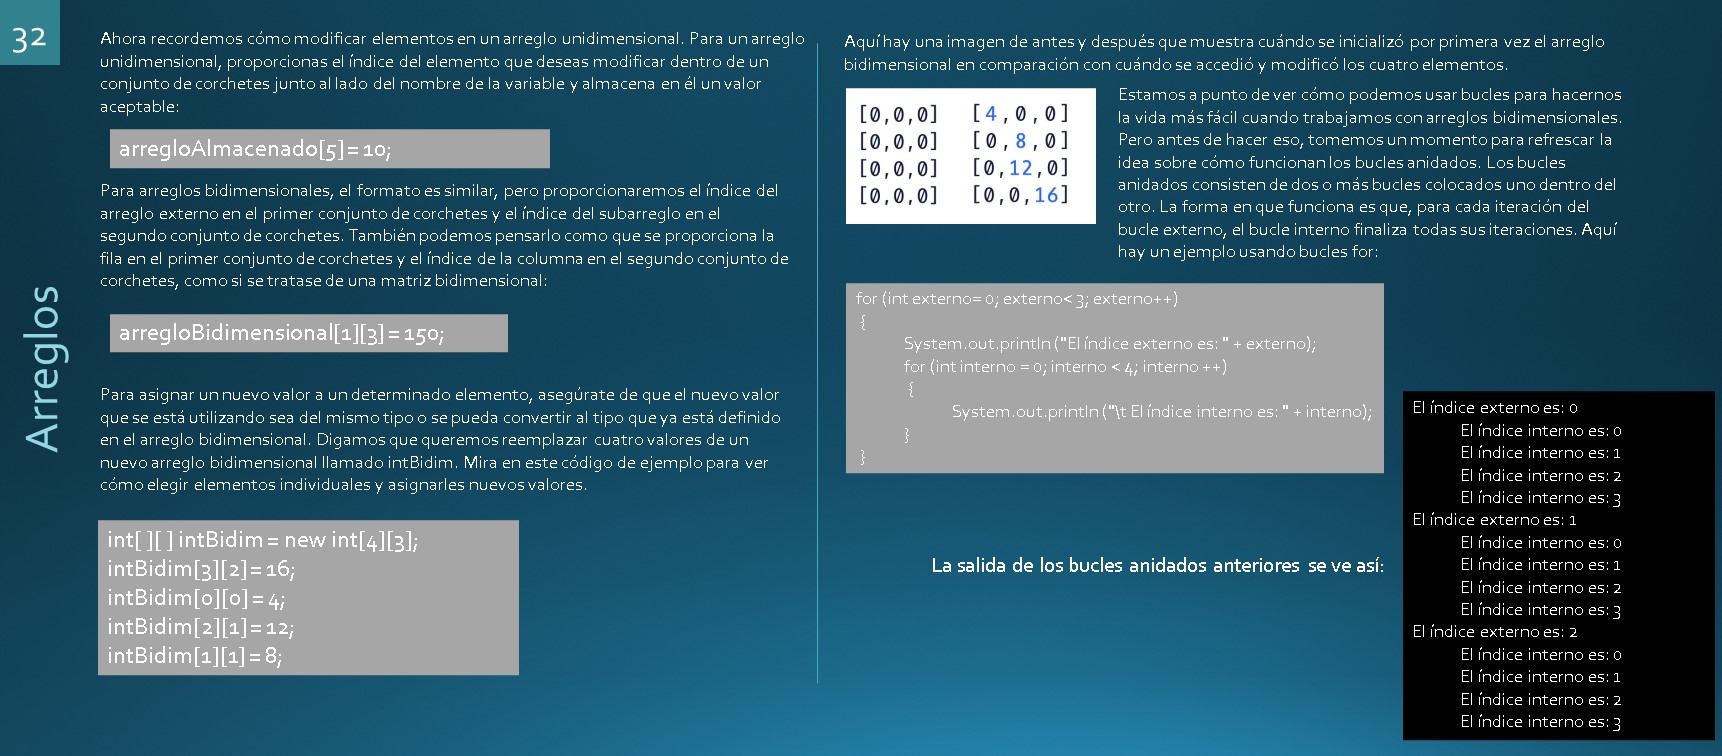 32
Arreglos
Ahora recordemos cómo modificar elementos en un arreglo unidimensional. Para un arreglo
unidimensional, proporcionas el índice del elemento que deseas modificar dentro de un
conjunto de corchetes junto al lado del nombre de la variable y almacena en él un valor
aceptable:
arregloAlmacenado[5] = 10;
Para arreglos bidimensionales, el formato es similar, pero proporcionaremos el índice del
arreglo externo en el primer conjunto de corchetes y el índice del subarreglo en el
segundo conjunto de corchetes. También podemos pensarlo como que se proporciona la
fila en el primer conjunto de corchetes y el índice de la columna en el segundo conjunto de
corchetes, como si se tratase de una matriz bidimensional:
arregloBidimensional[1][3] = 150;
Para asignar un nuevo valor a un determinado elemento, asegúrate de que el nuevo valor
que se está utilizando sea del mismo tipo o se pueda convertir al tipo que ya está definido
en el arreglo bidimensional. Digamos que queremos reemplazar cuatro valores de un
nuevo arreglo bidimensional llamado intBidim. Mira en este código de ejemplo para ver
cómo elegir elementos individuales y asignarles nuevos valores.
int[ ][ ] intBidim = new int[4][3];
intBidim[3][2] = 16;
intBidim[0][0] = 4;
intBidim[2][1] = 12;
intBidim[1][1] = 8;
Aquí hay una imagen de antes y después que muestra cuándo se inicializó por primera vez el arreglo
bidimensional en comparación con cuándo se accedió y modificó los cuatro elementos.
[0,0,0] [4,0,0]
[0,0,0] [0,8,0]
[0,0,0] [0,12,0]
[0,0,0] [0,0,16]
Estamos a punto de ver cómo podemos usar bucles para hacernos
la vida más fácil cuando trabajamos con arreglos bidimensionales.
Pero antes de hacer eso, tomemos un momento para refrescar la
idea sobre cómo funcionan los bucles anidados. Los bucles
anidados consisten de dos o más bucles colocados uno dentro del
otro. La forma en que funciona es que, para cada iteración del
bucle externo, el bucle interno finaliza todas sus iteraciones. Aquí
hay un ejemplo usando bucles for:
for (int externo= 0; externo< 3; externo++)
{
System.out.println ("El índice externo es: " + externo);
for (int interno = 0; interno < 4; interno ++)
{
System.out.println ("\t El índice interno es: " + interno);
}
}
La salida de los bucles anidados anteriores se ve así:
El índice externo es: 0
El índice interno es: 0
El índice interno es: 1
El índice interno es: 2
El índice interno es: 3
El índice externo es: 1
El índice interno es: 0
El índice interno es: 1
El índice interno es: 2
El índice interno es: 3
El índice externo es: 2
El índice interno es: 0
El índice interno es: 1
El índice interno es: 2
El índice interno es: 3